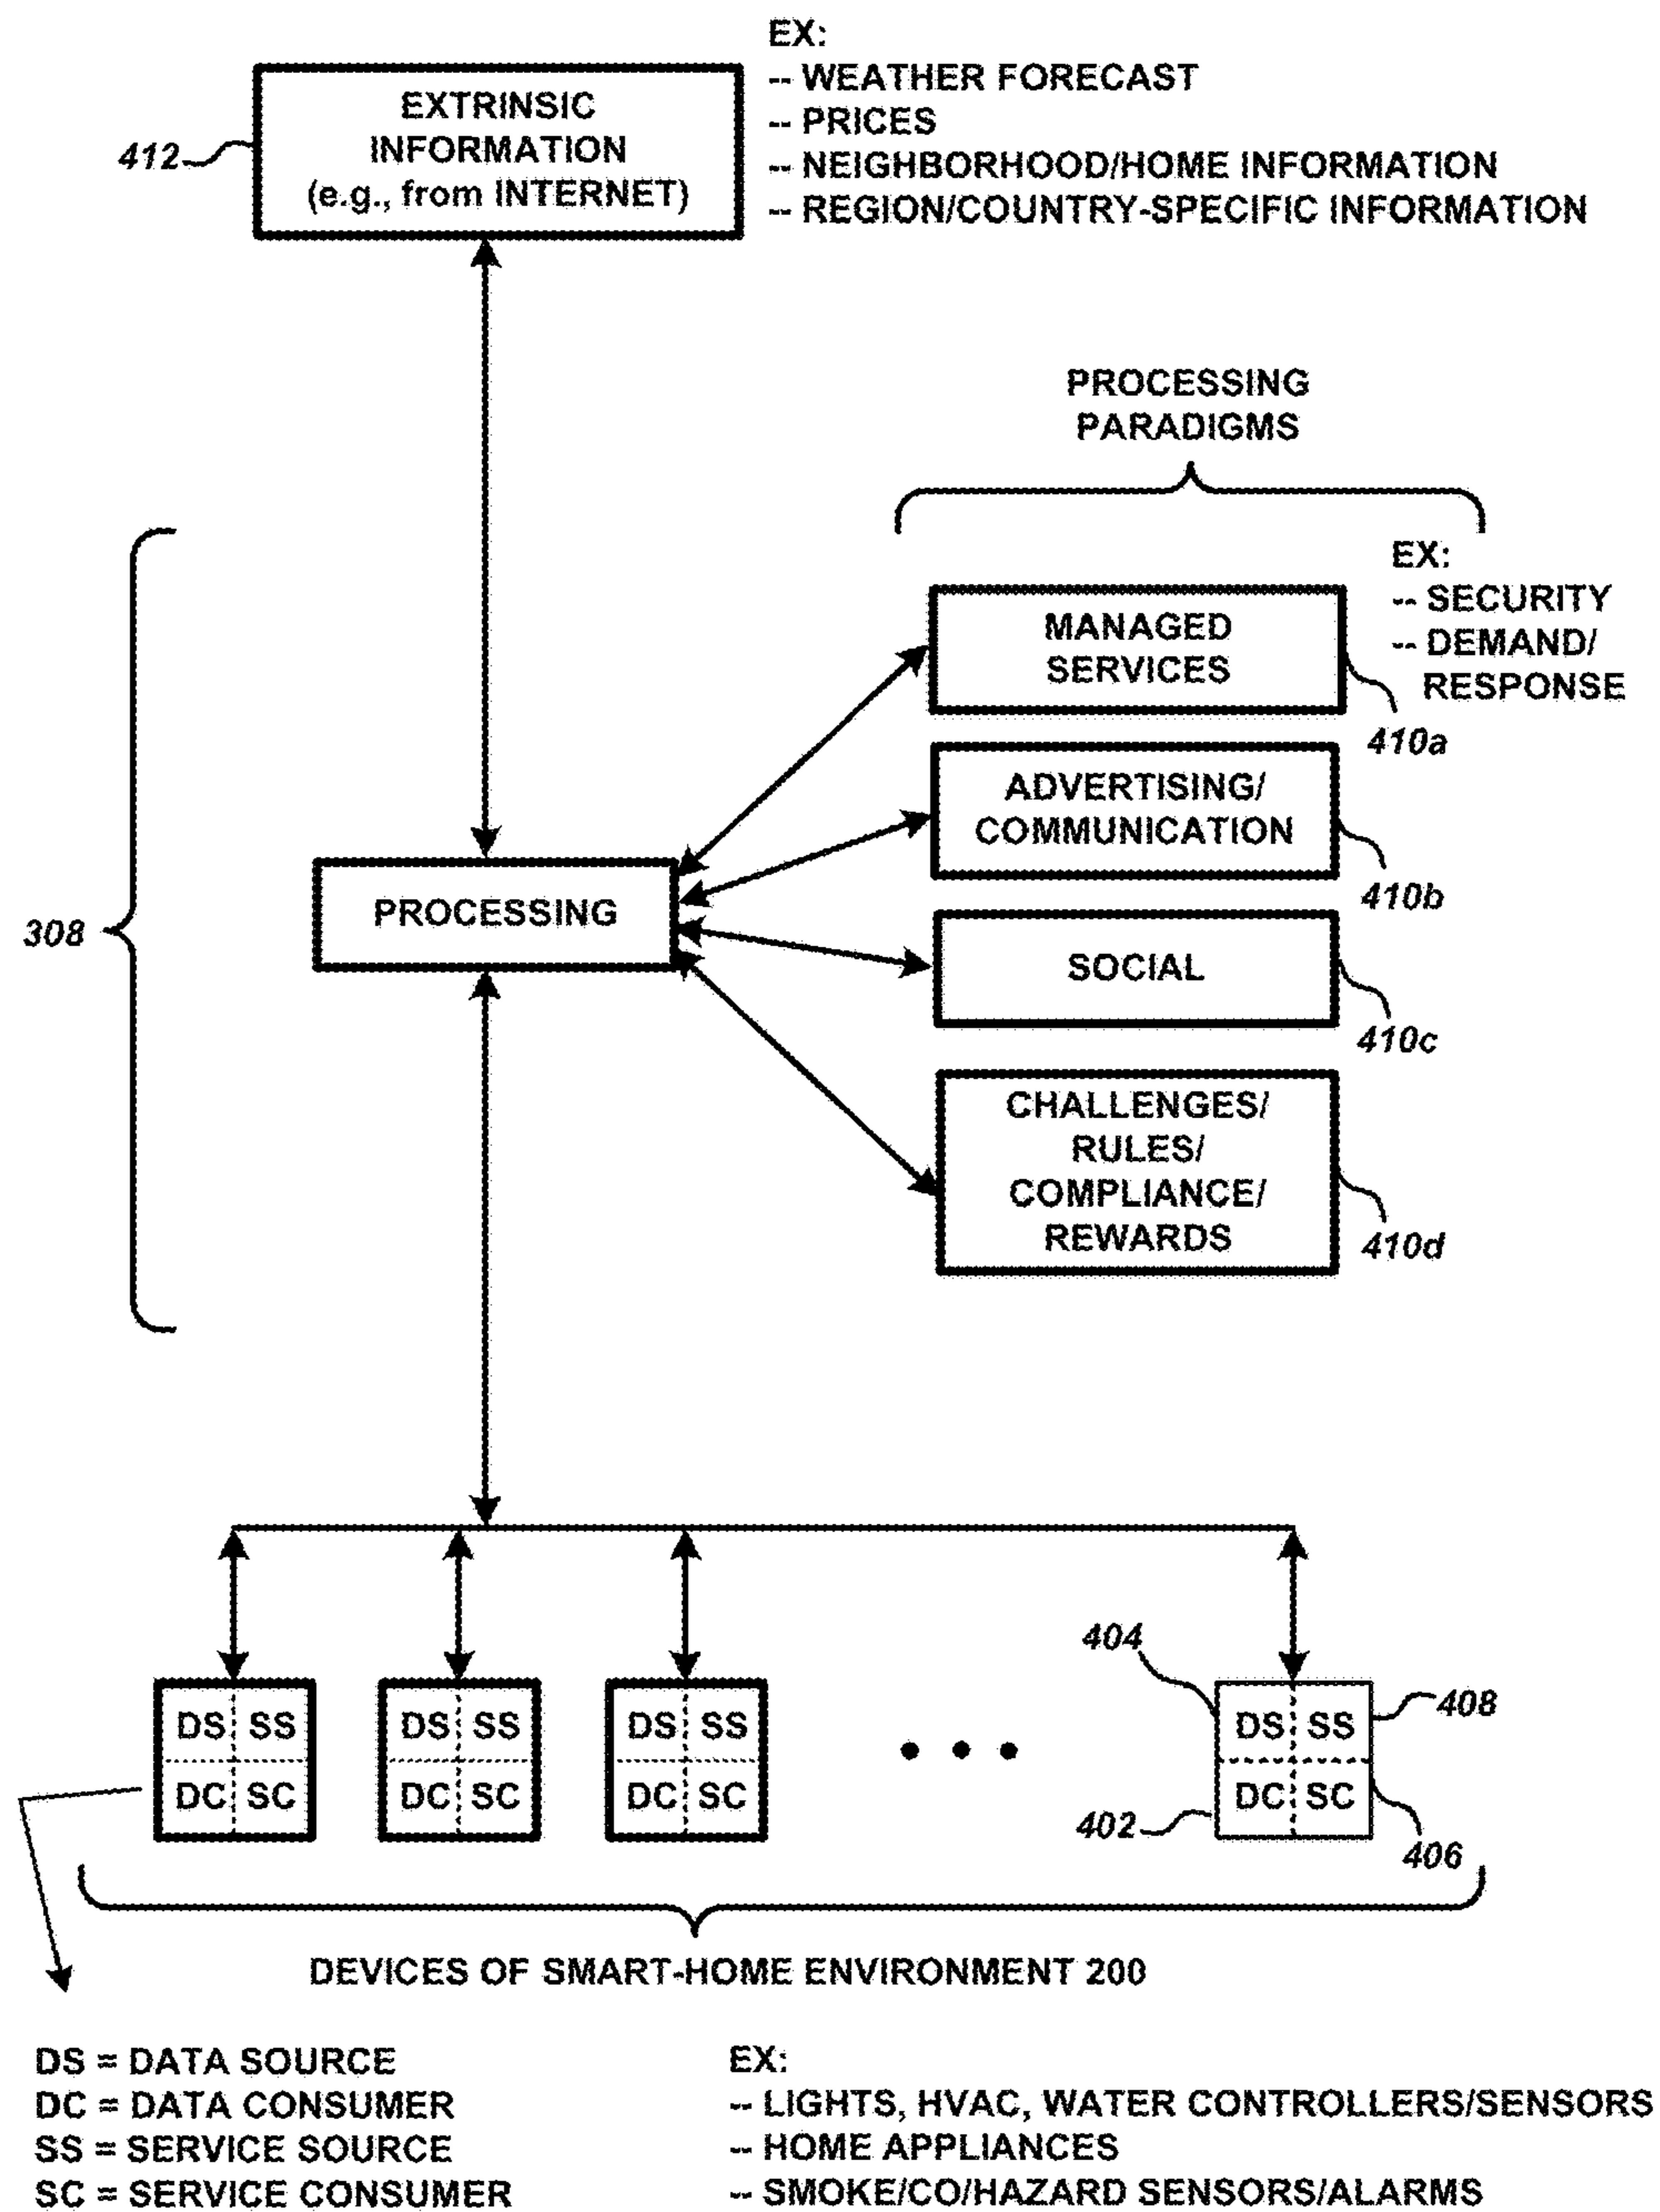 EX:
-- WEATHER FORECAST
-- PRICES
-- NEIGHBORHOOD/HOME INFORMATION
-- REGION/COUNTRY-SPECIFIC INFORMATION
EXTRINSIC
INFORMATION
(e.g., from INTERNET)
412
PROCESSING
PARADIGMS
EX:
-- SECURITY
-- DEMAND/
RESPONSE
MANAGED
SERVICES
410a
ADVERTISING/
COMMUNICATION
410b
308
PROCESSING
SOCIAL
410c
CHALLENGES/
RULES/
COMPLIANCE/
REWARDS
410d
404
408
DS SS
DC SC
DS SS
DC SC
DS SS
DC SC
DS SS
DC SC
402
406
DEVICES OF SMART-HOME ENVIRONMENT 200
DS = DATA SOURCE
DC = DATA CONSUMER
SS = SERVICE SOURCE
SC = SERVICE CONSUMER
EX:
-- LIGHTS, HVAC, WATER CONTROLLERS/SENSORS
-- HOME APPLIANCES
-- SMOKE/CO/HAZARD SENSORS/ALARMS